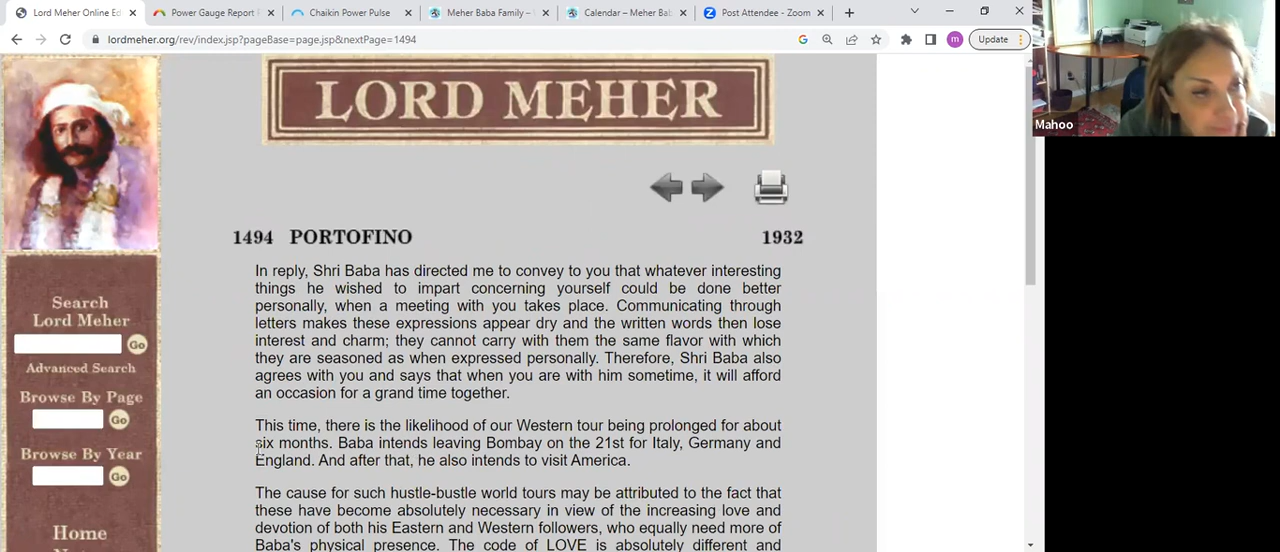 Lord Meher Online Ed
Power Gauge Report
Chaikin Power Pulse
Meher Baba Family –
Calendar – Meher Bab
Post Attendee - Zoom
lordmeher.org/rev/index.jsp?pageBase=page.jsp&nextPage=1494
m
Update
Mahoo
LORD MEHER
1494 PORTOFINO 1932
In reply, Shri Baba has directed me to convey to you that whatever interesting
things he wished to impart concerning yourself could be done better
personally, when a meeting with you takes place. Communicating through
letters makes these expressions appear dry and the written words then lose
interest and charm; they cannot carry with them the same flavor with which
they are seasoned as when expressed personally. Therefore, Shri Baba also
agrees with you and says that when you are with him sometime, it will afford
an occasion for a grand time together.
This time, there is the likelihood of our Western tour being prolonged for about
six months. Baba intends leaving Bombay on the 21st for Italy, Germany and
England. And after that, he also intends to visit America.
The cause for such hustle-bustle world tours may be attributed to the fact that
these have become absolutely necessary in view of the increasing love and
devotion of both his Eastern and Western followers, who equally need more of
Baba's physical presence. The code of LOVE is absolutely different and
Search
Lord Meher
Go
Advanced Search
Browse By Page
Go
Browse By Year
Go
Home